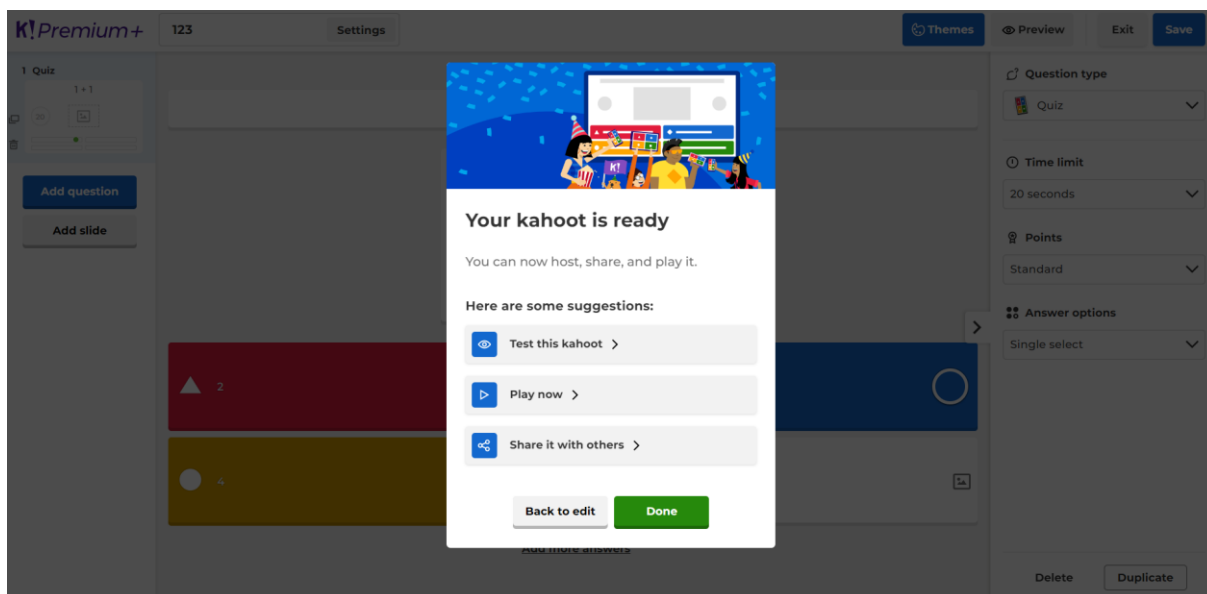 K!Premium+
123
Settings
Themes
Preview
Exit
Save
1 Quiz
1 + 1
Add question
Add slide
K!
Your kahoot is ready
You can now host, share, and play it.
Here are some suggestions:
Test this kahoot
Play now
Share it with others
Back to edit
Done
2
4
Add more answers
Question type
Quiz
Time limit
20 seconds
Points
Standard
Answer options
Single select
Delete
Duplicate